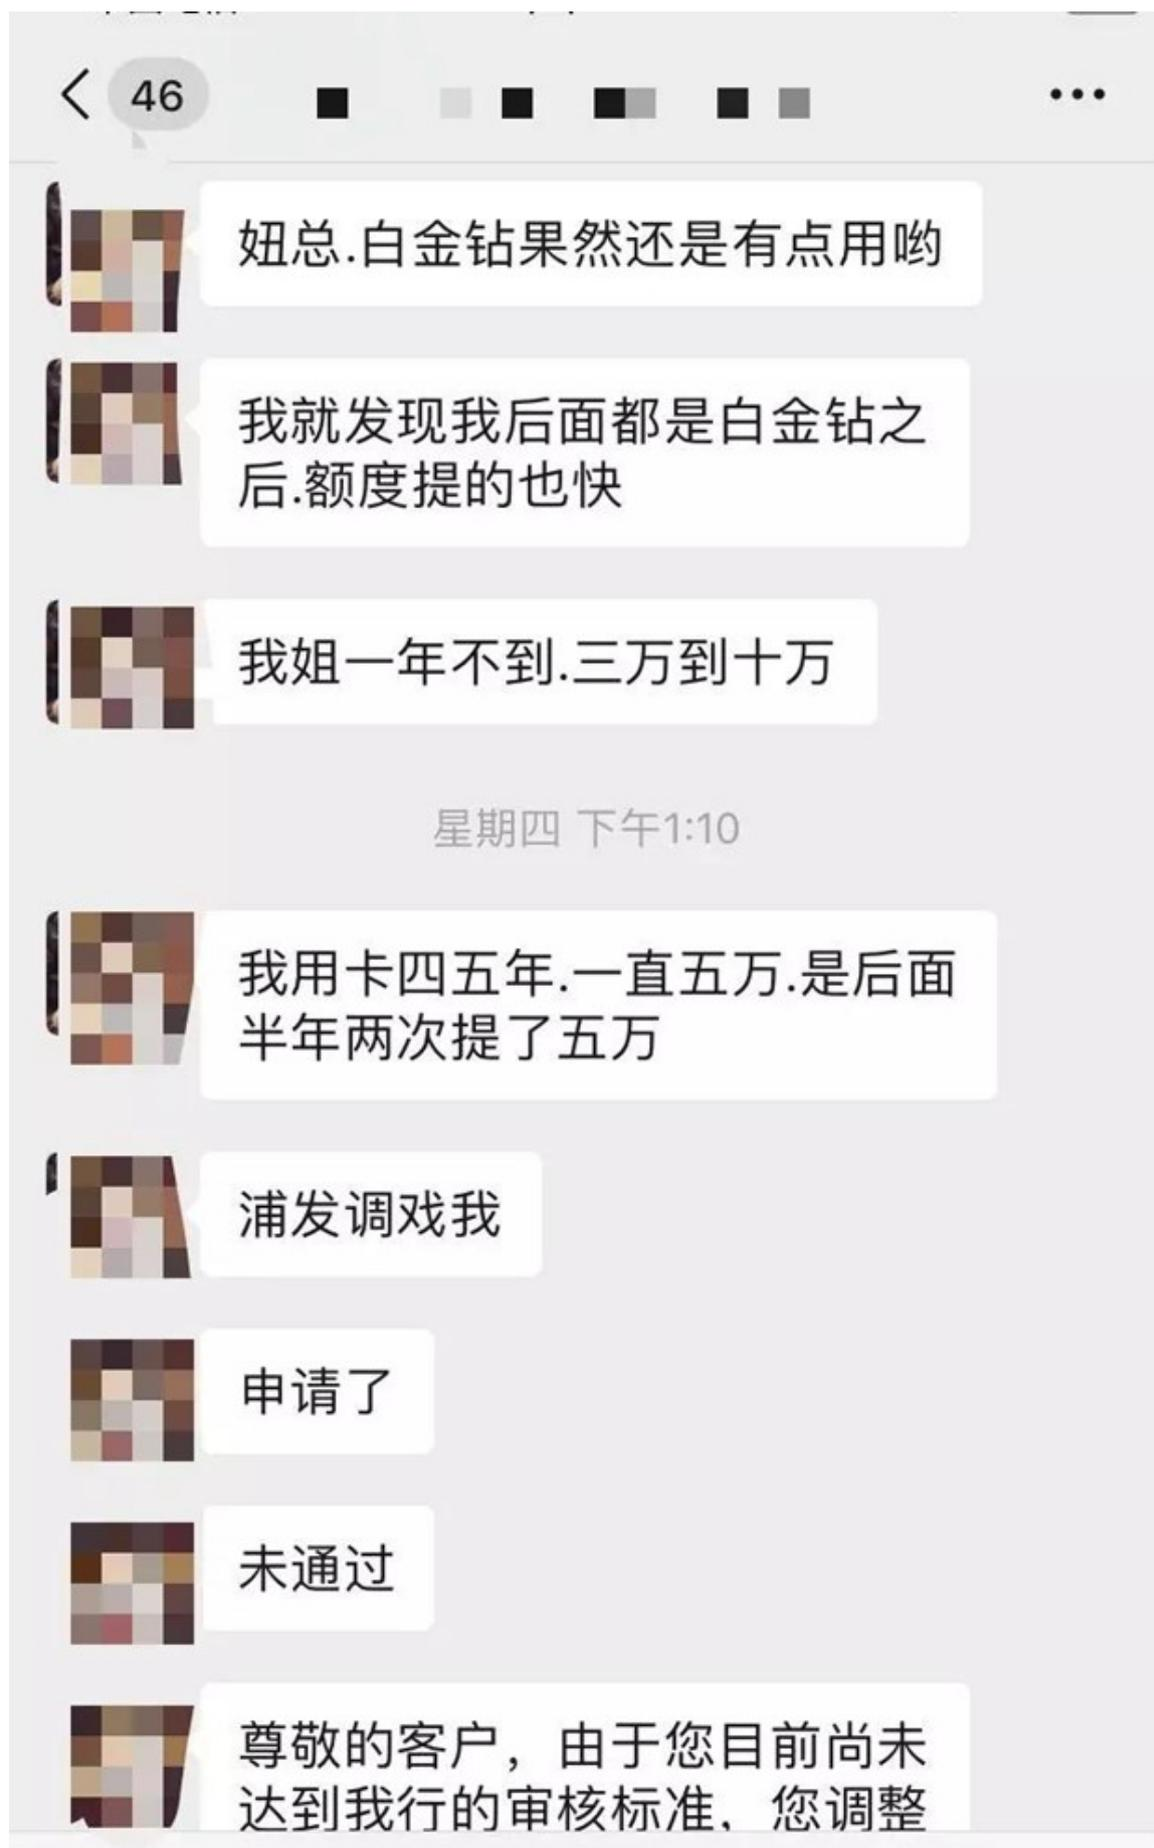 46
妞总.白金钻果然还是有点用哟
我就发现我后面都是白金钻之
后.额度提的也快
我姐一年不到.三万到十万
星期四 下午1:10
我用卡四五年.一直五万.是后面
半年两次提了五万
浦发调戏我
申请了
未通过
尊敬的客户，由于您目前尚未
达到我行的审核标准，您调整